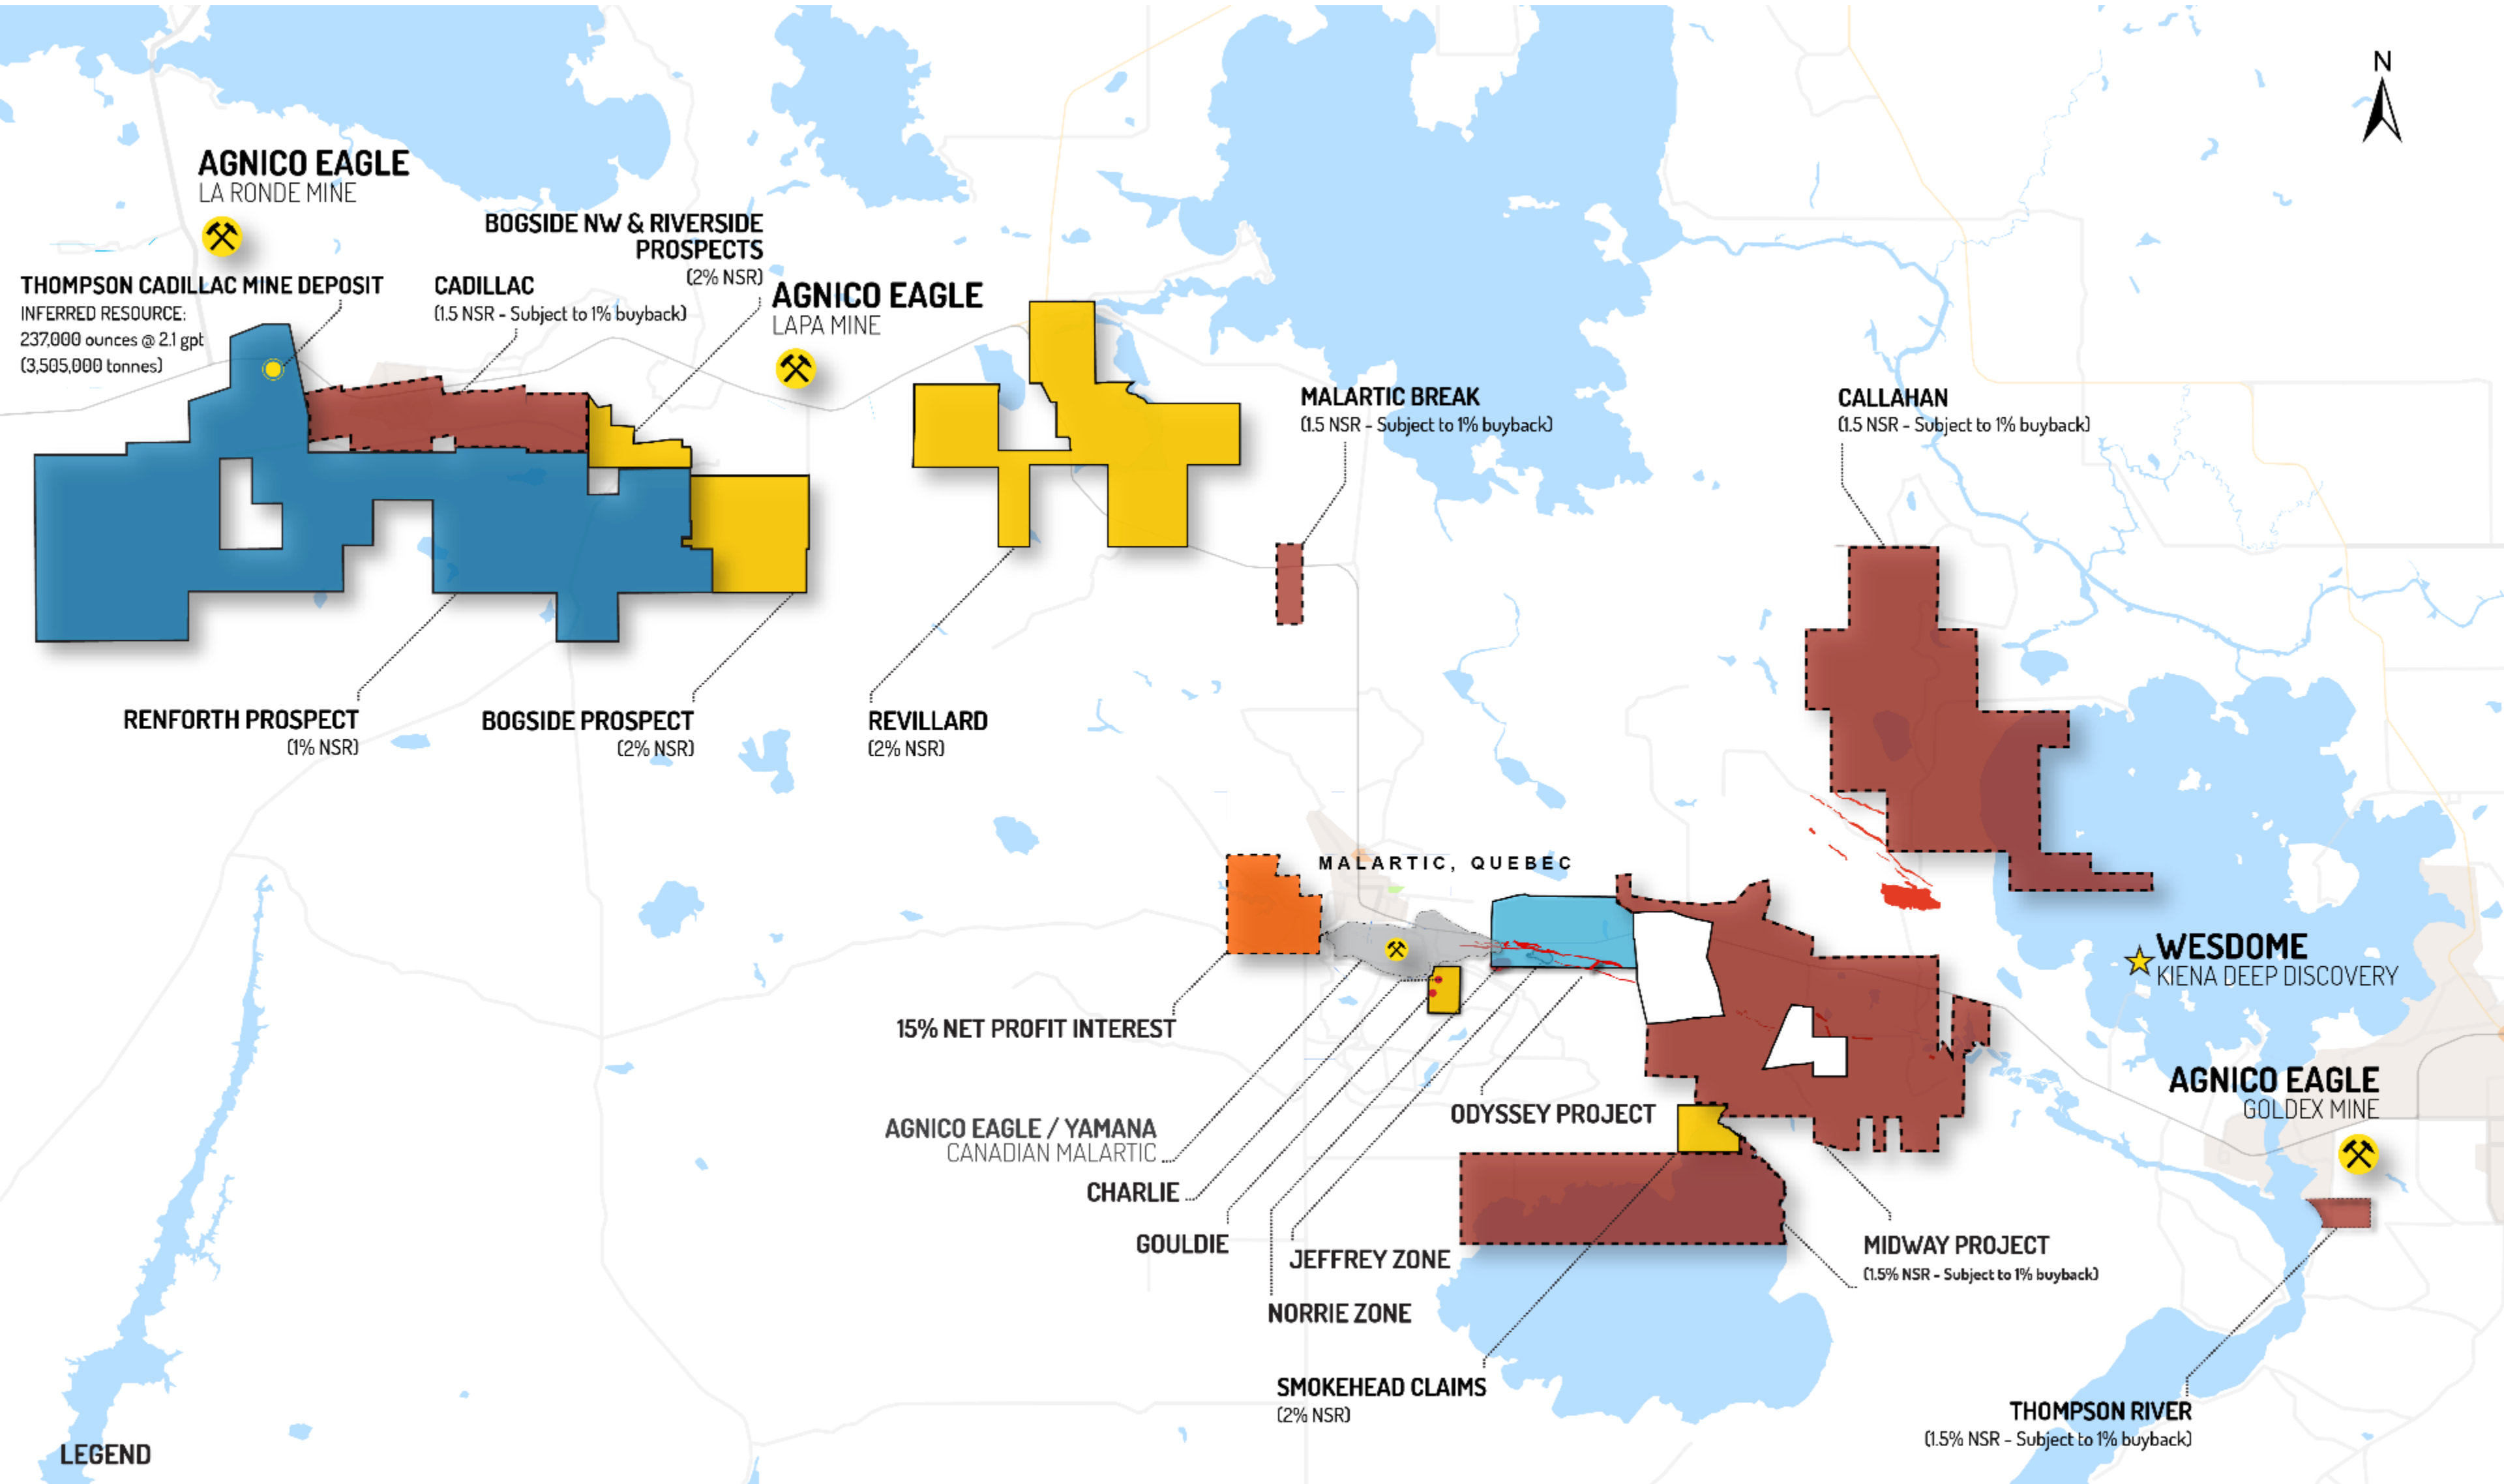 N
AGNICO EAGLE
LA RONDE MINE
BOGSIDE NW & RIVERSIDE
PROSPECTS
(2% NSR)
THOMPSON CADILLAC MINE DEPOSIT
INFERRED RESOURCE:
237,000 ounces @ 2.1 gpt
(3,505,000 tonnes)
CADILLAC
(1.5 NSR - Subject to 1% buyback)
AGNICO EAGLE
LAPA MINE
MALARTIC BREAK
(1.5 NSR - Subject to 1% buyback)
CALLAHAN
(1.5 NSR - Subject to 1% buyback)
RENFORTH PROSPECT
(1% NSR)
BOGSIDE PROSPECT
(2% NSR)
REVILLARD
(2% NSR)
MALARTIC, QUEBEC
WESDOME
KIENA DEEP DISCOVERY
15% NET PROFIT INTEREST
AGNICO EAGLE
GOLDEX MINE
ODYSSEY PROJECT
AGNICO EAGLE / YAMANA
CANADIAN MALARTIC
CHARLIE
GOULDIE
JEFFREY ZONE
MIDWAY PROJECT
(1.5% NSR - Subject to 1% buyback)
NORRIE ZONE
SMOKEHEAD CLAIMS
(2% NSR)
THOMPSON RIVER
(1.5% NSR - Subject to 1% buyback)
LEGEND